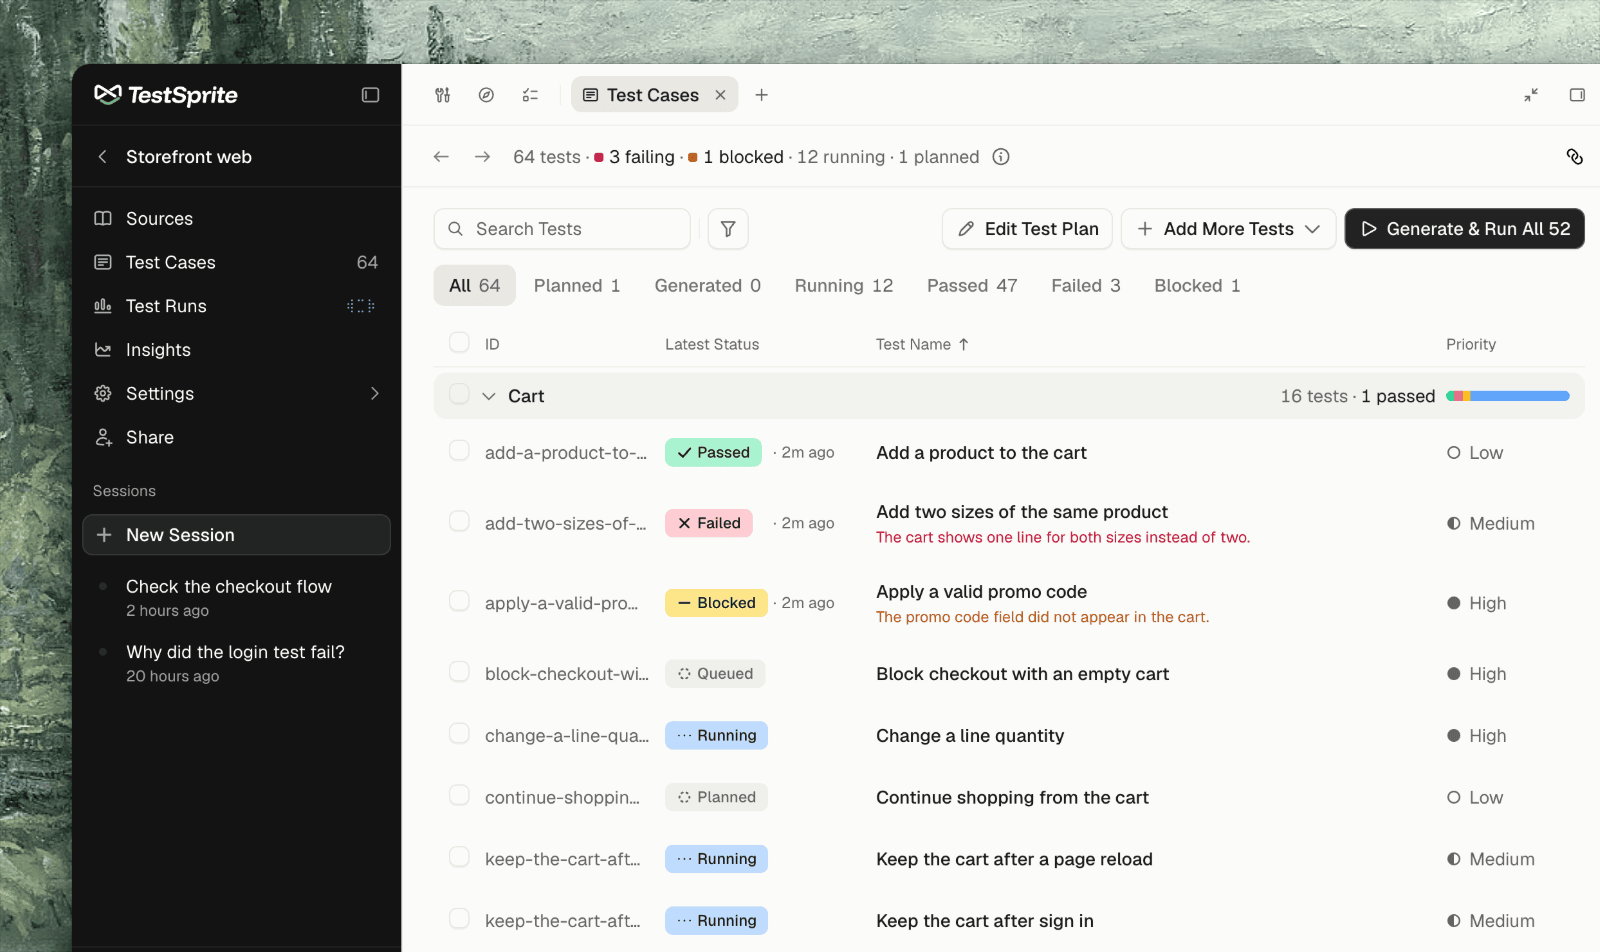 TestSprite
Storefront web
Sources
Test Cases 64
Test Runs
Insights
Settings
Share
Sessions
New Session
Check the checkout flow
2 hours ago
Why did the login test fail?
20 hours ago
Test Cases
64 tests · 3 failing · 1 blocked · 12 running · 1 planned
Search Tests
Edit Test Plan
Add More Tests
Generate & Run All 52
All 64 Planned 1 Generated 0 Running 12 Passed 47 Failed 3 Blocked 1
ID Latest Status Test Name ↑ Priority
Cart 16 tests · 1 passed
add-a-product-to-... Passed · 2m ago Add a product to the cart Low
add-two-sizes-of-... Failed · 2m ago Add two sizes of the same product Medium
The cart shows one line for both sizes instead of two.
apply-a-valid-pro... Blocked · 2m ago Apply a valid promo code High
The promo code field did not appear in the cart.
block-checkout-wi... Queued Block checkout with an empty cart High
change-a-line-qua... Running Change a line quantity High
continue-shoppin... Planned Continue shopping from the cart Low
keep-the-cart-aft... Running Keep the cart after a page reload Medium
keep-the-cart-aft... Running Keep the cart after sign in Medium